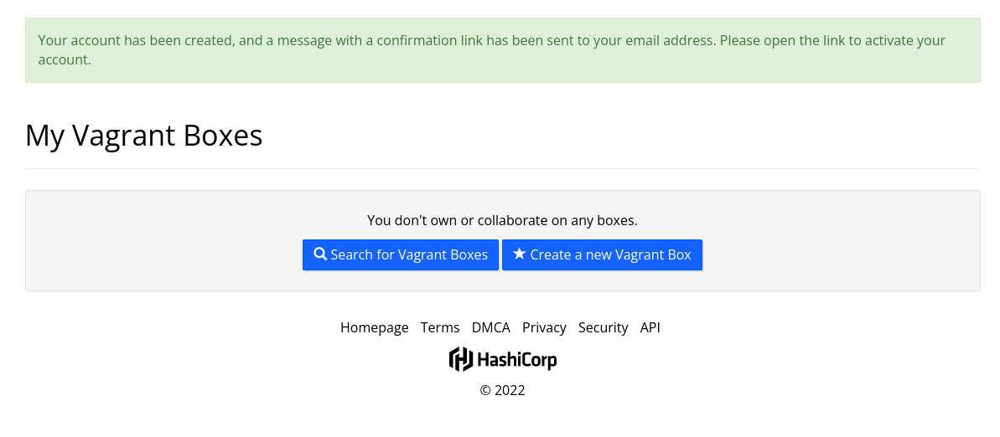 Your account has been created, and a message with a confirmation link has been sent to your email address. Please open the link to activate your
account.
My Vagrant Boxes
You don't own or collaborate on any boxes.
Search for Vagrant Boxes Create a new Vagrant Box
Homepage Terms DMCA Privacy Security API
HashiCorp
© 2022